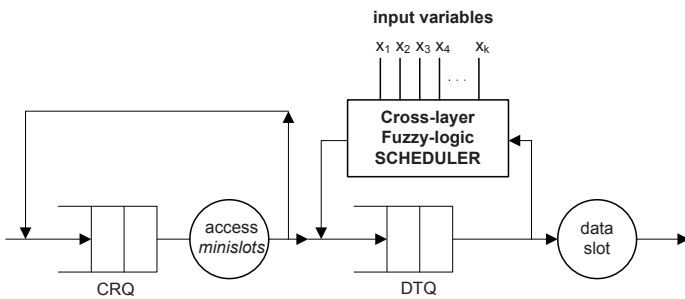 input variables
x1 x2 x3 x4 ... xk
Cross-layer
Fuzzy-logic
SCHEDULER
access
minislots
data
slot
CRQ
DTQ